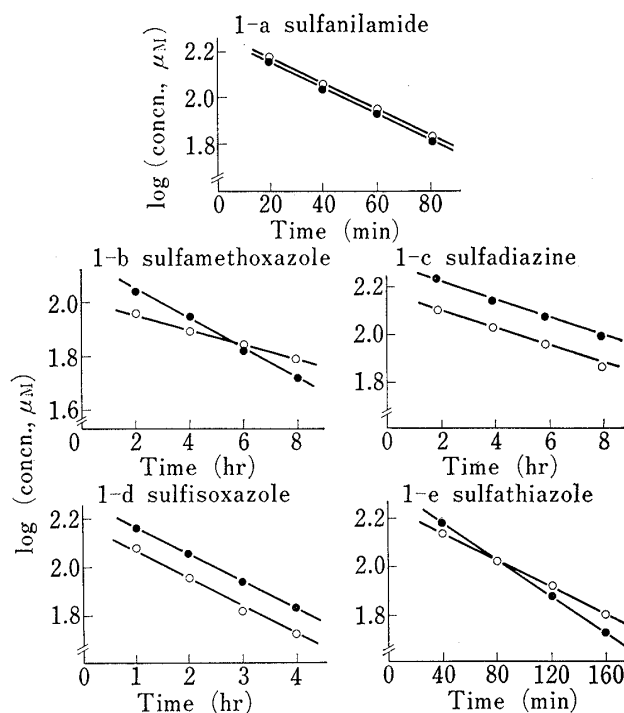 1-a sulfanilamide
2.2
2.0
1.8
0 20 40 60 80
Time (min)
log (concn., μM)
1-b sulfamethoxazole
2.0
1.8
1.6
0 2 4 6 8
Time (hr)
1-c sulfadiazine
2.2
2.0
1.8
0 2 4 6 8
Time (hr)
log (concn., μM)
1-d sulfisoxazole
2.2
2.0
1.8
0 1 2 3 4
Time (hr)
1-e sulfathiazole
2.2
2.0
1.8
0 40 80 120 160
Time (min)